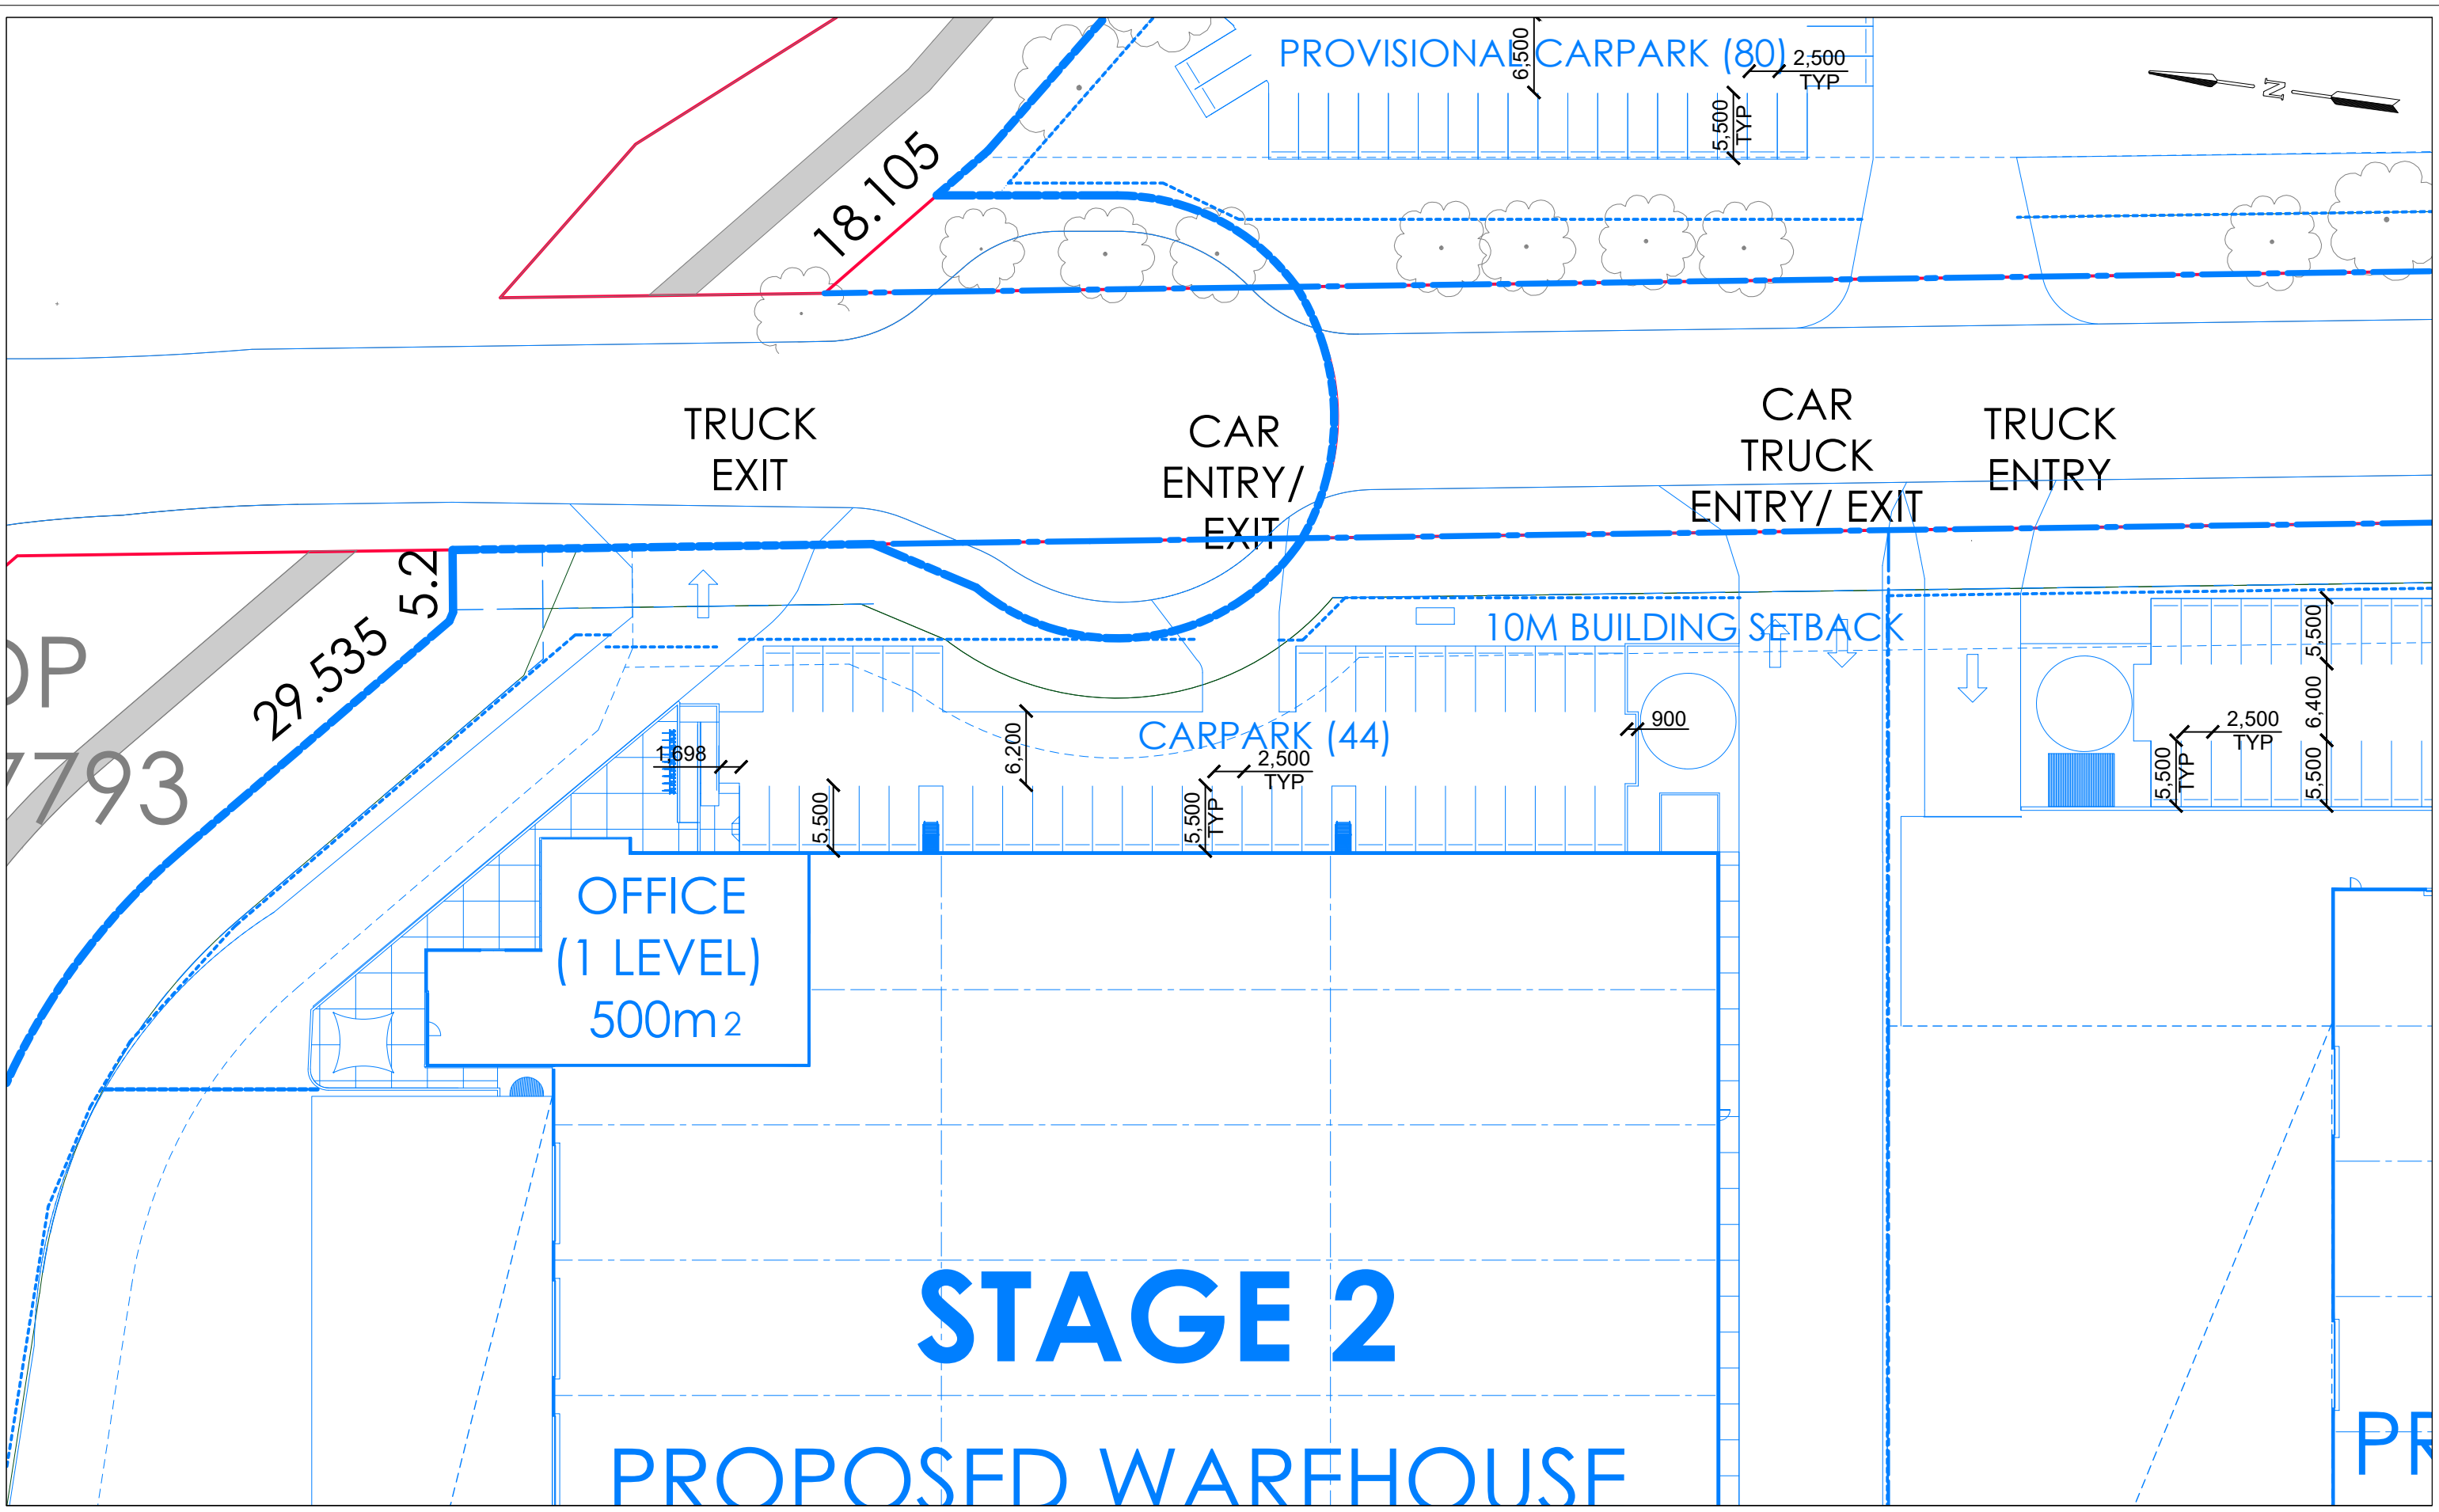 PROVISIONAL CARPARK (80)
6,500
2,500
TYP
5,500
TYP
N
18.105
TRUCK
EXIT
CAR
ENTRY/
EXIT
CAR
TRUCK
ENTRY/ EXIT
TRUCK
ENTRY
5.2
29.535
10M BUILDING SETBACK
5,500
6,400
5,500
2,500
TYP
5,500
TYP
900
CARPARK (44)
2,500
TYP
6,200
1,698
5,500
5,500
TYP
P
7793
OFFICE
(1 LEVEL)
500m2
STAGE 2
PROPOSED WAREHOUSE
PR